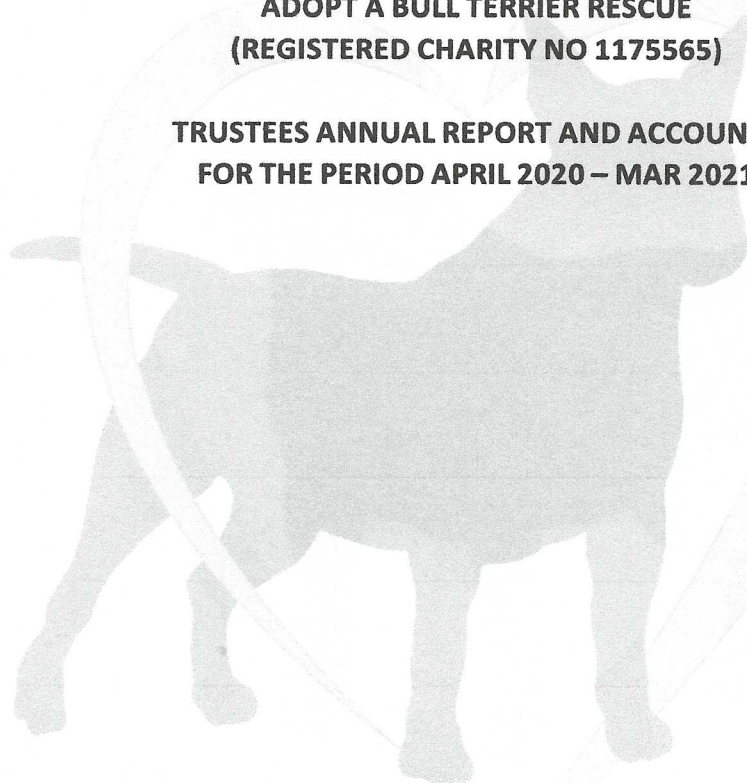 ADOPT A BULL TERRIER RESCUE
(REGISTERED CHARITY NO 1175565)
TRUSTEES ANNUAL REPORT AND ACCOUN
FOR THE PERIOD APRIL 2020 – MAR 2021